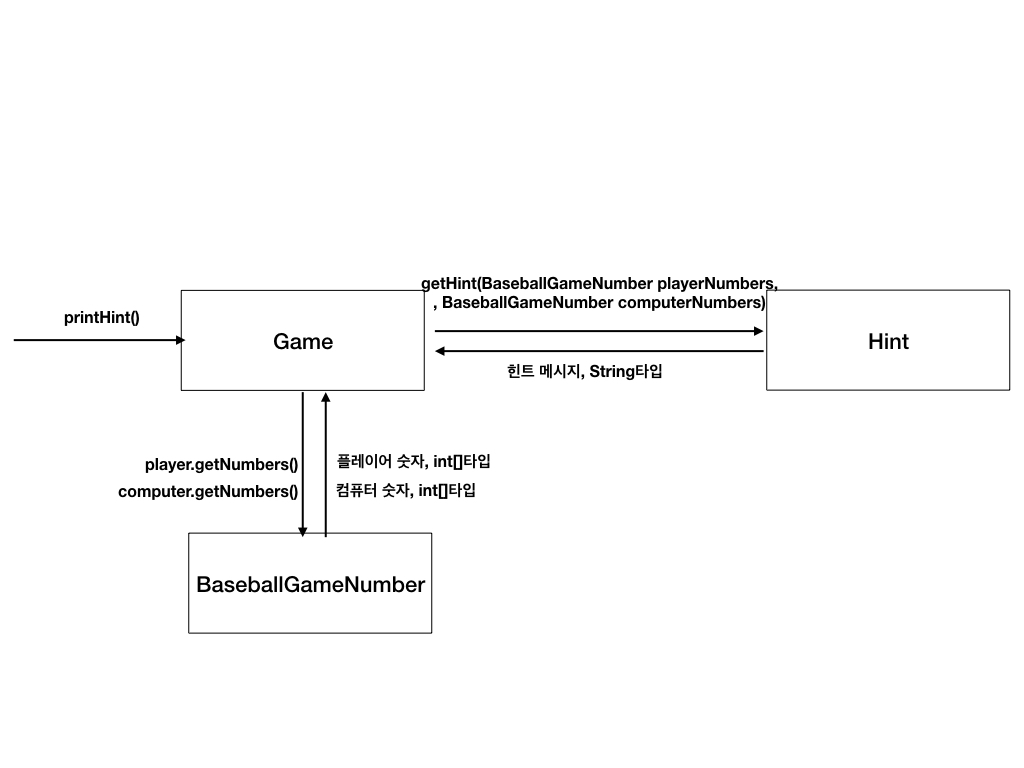 getHint(BaseballGameNumber playerNumbers,
, BaseballGameNumber computerNumbers)
printHint()
Game
Hint
힌트 메시지, String타입
player.getNumbers()
플레이어 숫자, int[]타입
computer.getNumbers()
컴퓨터 숫자, int[]타입
BaseballGameNumber